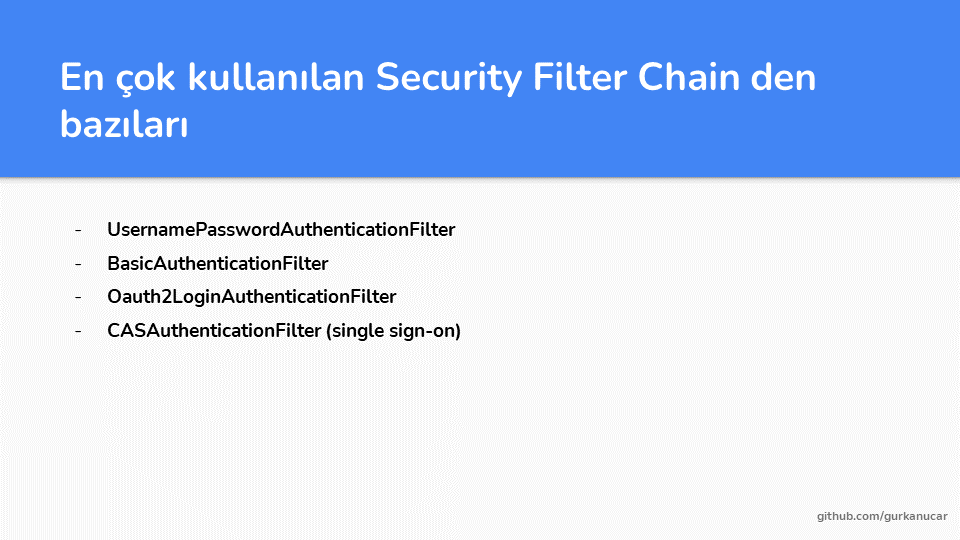 En çok kullanılan Security Filter Chain den
bazıları
- UsernamePasswordAuthenticationFilter
- BasicAuthenticationFilter
- Oauth2LoginAuthenticationFilter
- CASAuthenticationFilter (single sign-on)
github.com/gurkanucar